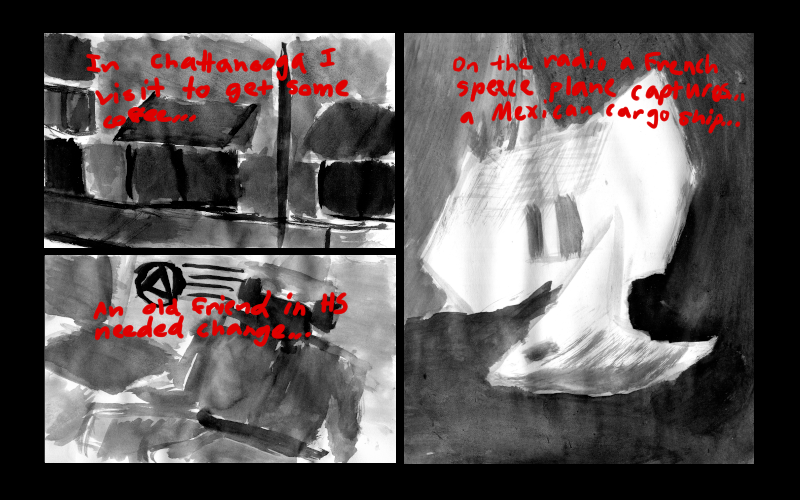 In Chattanooga I
visit to get some
coffee...
An old friend in HS
needed change...
On the radio a French
space plane captures..
a Mexican cargo ship..